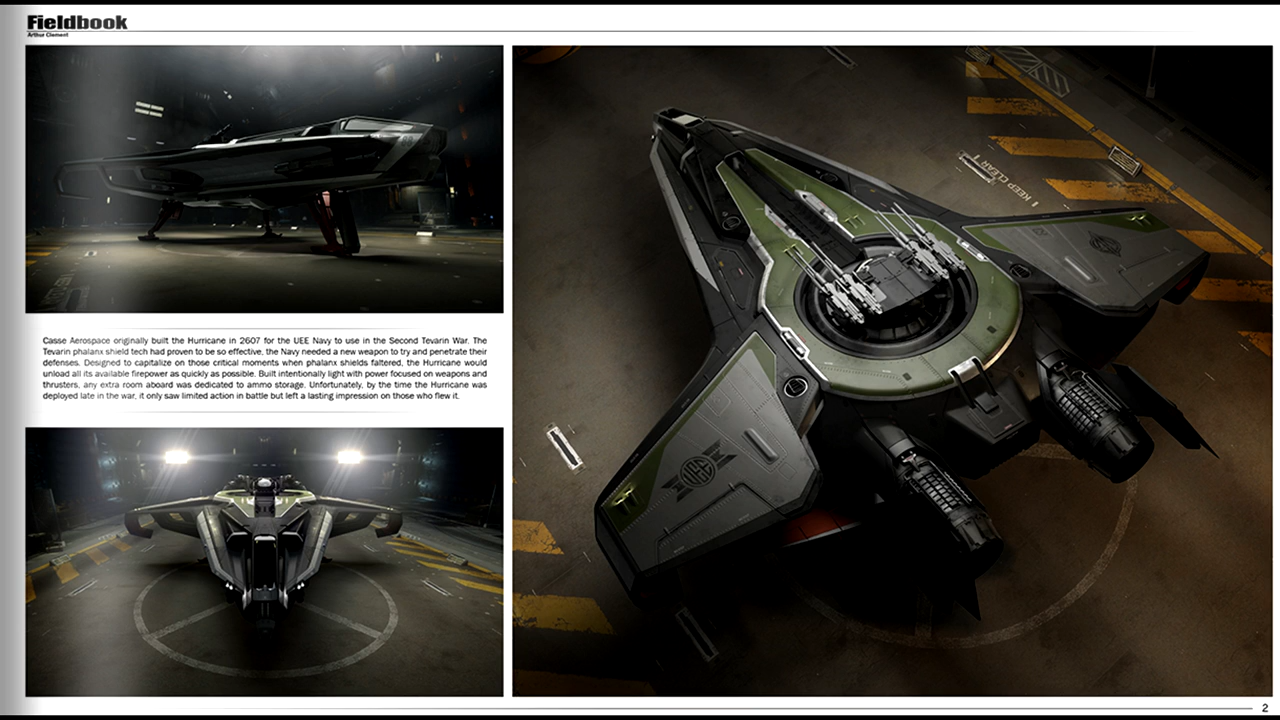 Fieldbook
Arthur Clement
Casse Aerospace originally built the Hurricane in 2607 for the UEE Navy to use in the Second Tevarin War. The
Tevarin phalanx shield tech had proven to be so effective, the Navy needed a new weapon to try and penetrate their
defenses. Designed to capitalize on those critical moments when phalanx shields faltered, the Hurricane would
unload all its available firepower as quickly as possible. Built intentionally light with power focused on weapons and
thrusters, any extra room aboard was dedicated to ammo storage. Unfortunately, by the time the Hurricane was
deployed late in the war, it only saw limited action in battle but left a lasting impression on those who flew it.
KEEP CLEAR
UEE
2